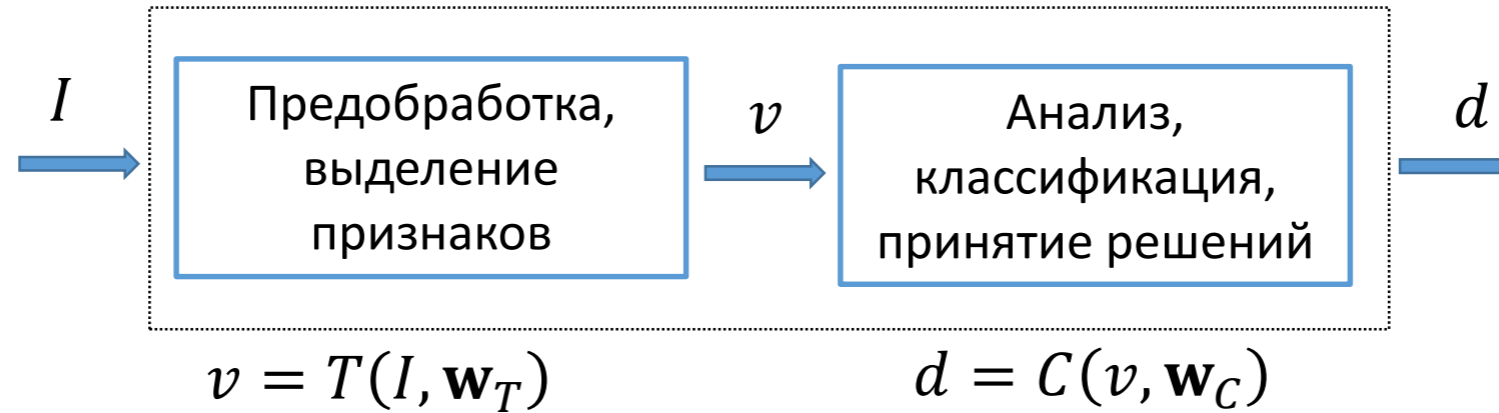 I
Предобработка,
выделение
признаков
v
Анализ,
классификация,
принятие решений
d
v = T(I, w_T)
d = C(v, w_C)